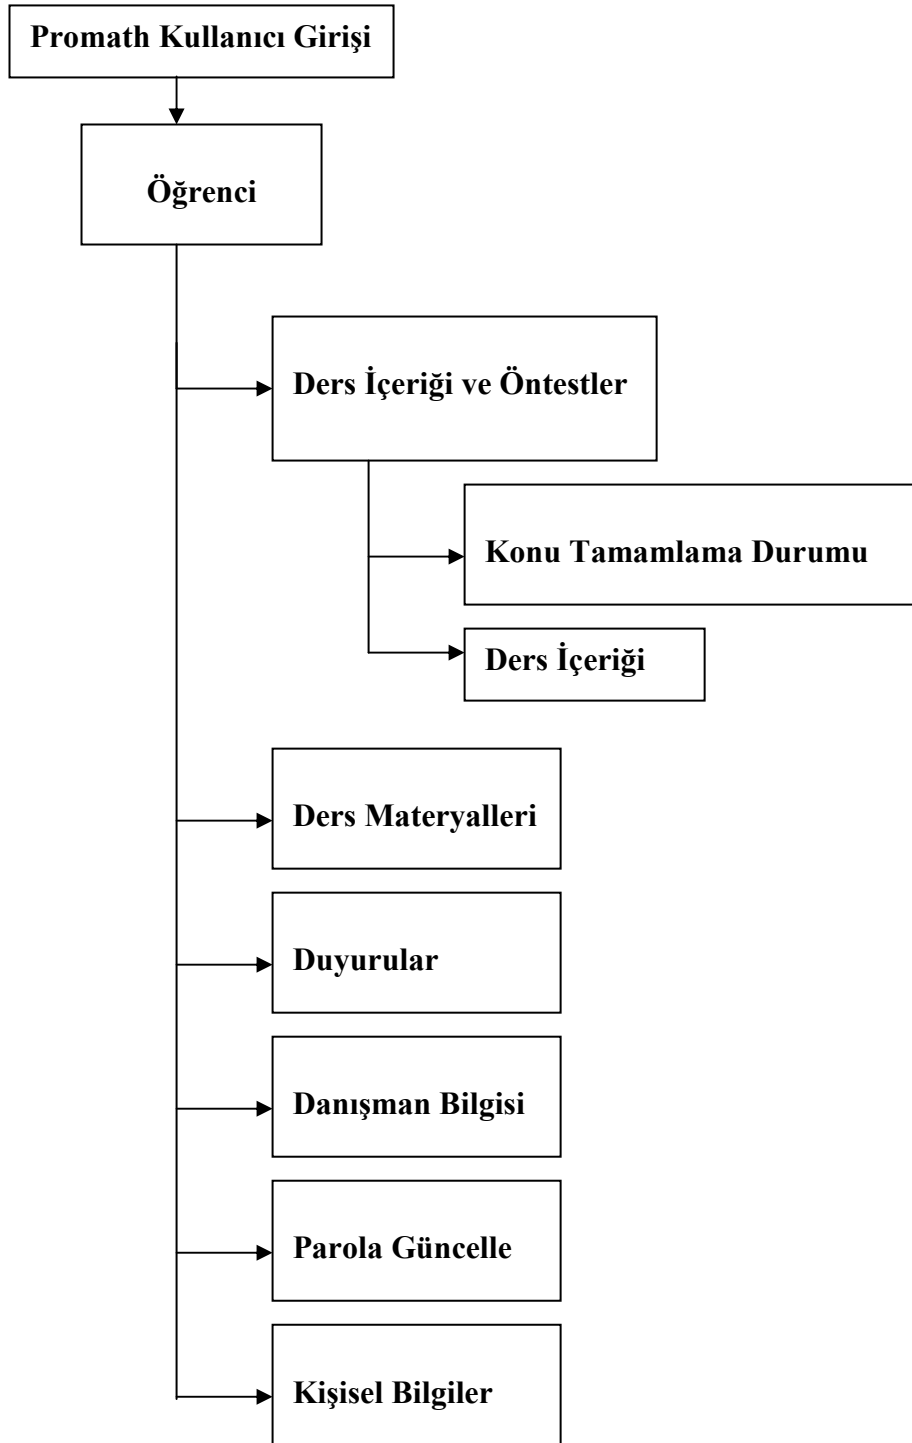 Promath Kullanıcı Girişi
Öğrenci
Ders İçeriği ve Öntestler
Konu Tamamlama Durumu
Ders İçeriği
Ders Materyalleri
Duyurular
Danışman Bilgisi
Parola Güncelle
Kişisel Bilgiler